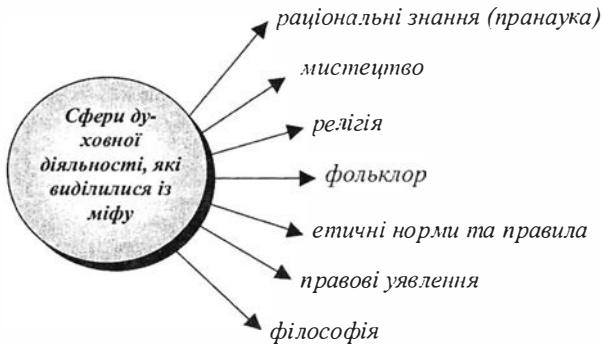 раціональні знання (пранаука)
мистецтво
релігія
фольклор
етичні норми та правила
правові уявлення
філософія
Сфери ду-
ховної
діяльності, які
виділилися із
міфу